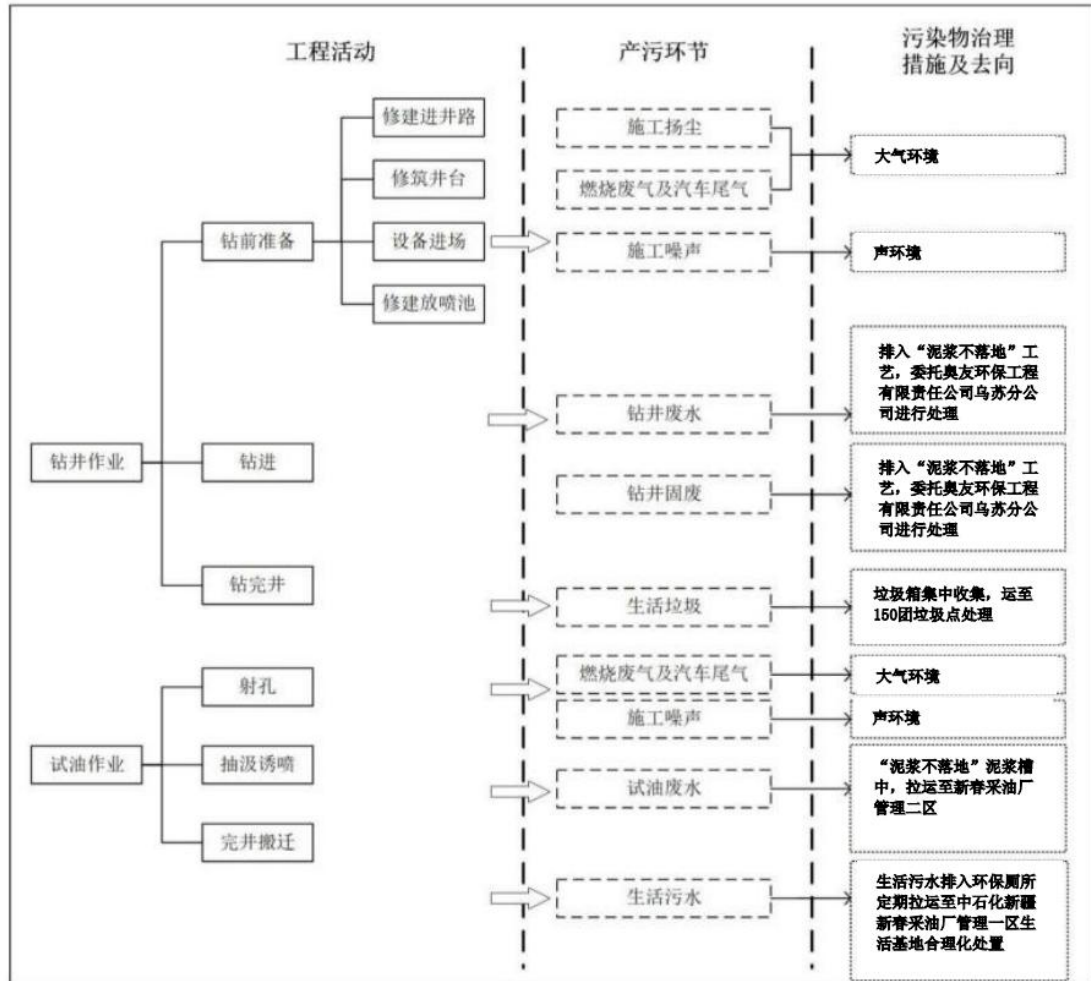 工程活动
产污环节
污染物治理
措施及去向
修建进井路
修筑井台
钻前准备
设备进场
修建放喷池
钻井作业
钻进
钻完井
射孔
试油作业
抽汲诱喷
完井搬迁
施工扬尘
燃烧废气及汽车尾气
施工噪声
钻井废水
钻井固废
生活垃圾
燃烧废气及汽车尾气
施工噪声
试油废水
生活污水
大气环境
声环境
排入“泥浆不落地”工
艺，委托奥友环保工程
有限责任公司乌苏分公
司进行处理
排入“泥浆不落地”工
艺，委托奥友环保工程
有限责任公司乌苏分公
司进行处理
垃圾箱集中收集，运至
150团垃圾点处理
大气环境
声环境
“泥浆不落地”泥浆槽
中，拉运至新春采油厂
管理二区
生活污水排入环保厕所
定期拉运至中石化新疆
新春采油厂管理一区生
活基地合理化处置